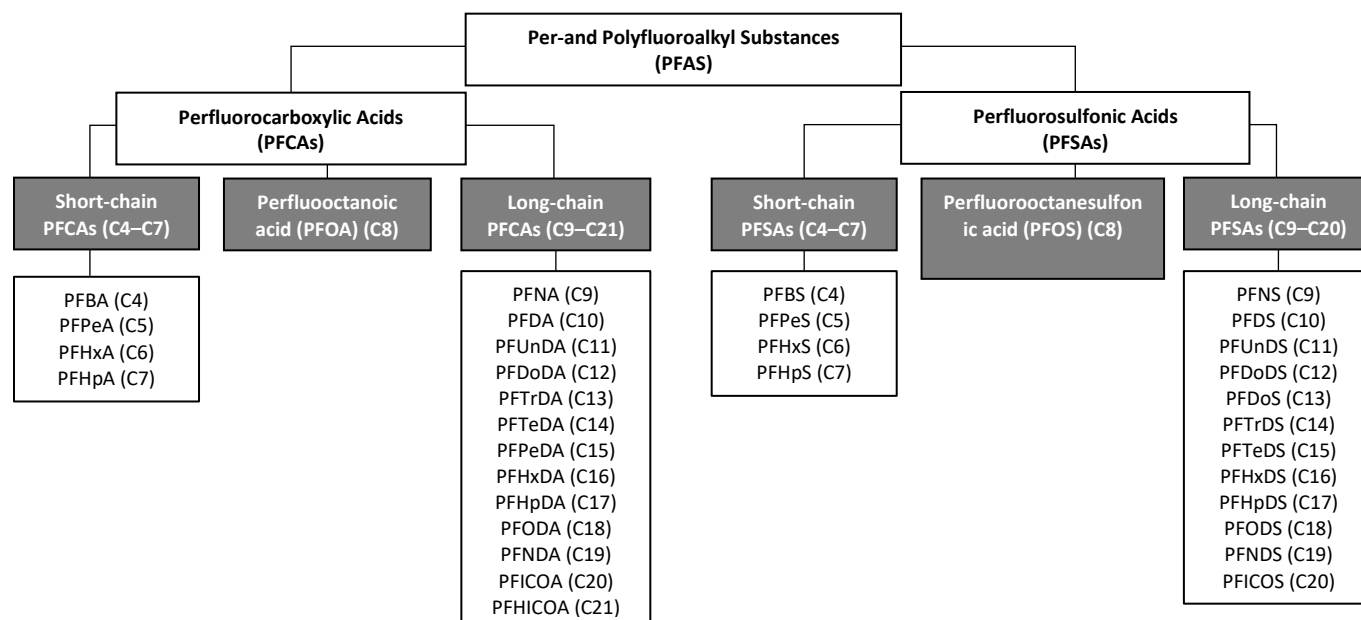 Per-and Polyfluoroalkyl Substances
(PFAS)
Perfluorocarboxylic Acids
(PFCAs)
Perfluorosulfonic Acids
(PFSAs)
Short-chain
PFCAs (C4–C7)
Perfluooctanoic
acid (PFOA) (C8)
Long-chain
PFCAs (C9–C21)
Short-chain
PFSAs (C4–C7)
Perfluorooctanesulfon
ic acid (PFOS) (C8)
Long-chain
PFSAs (C9–C20)
PFBA (C4)
PFPeA (C5)
PFHxA (C6)
PFHpA (C7)
PFNA (C9)
PFDA (C10)
PFUnDA (C11)
PFDoDA (C12)
PFTrDA (C13)
PFTeDA (C14)
PFPeDA (C15)
PFHxDA (C16)
PFHpDA (C17)
PFODA (C18)
PFNDA (C19)
PFICOA (C20)
PFHICOA (C21)
PFBS (C4)
PFPeS (C5)
PFHxS (C6)
PFHpS (C7)
PFNS (C9)
PFDS (C10)
PFUnDS (C11)
PFDoDS (C12)
PFDoS (C13)
PFTrDS (C14)
PFTeDS (C15)
PFHxDS (C16)
PFHpDS (C17)
PFODS (C18)
PFNDS (C19)
PFICOS (C20)